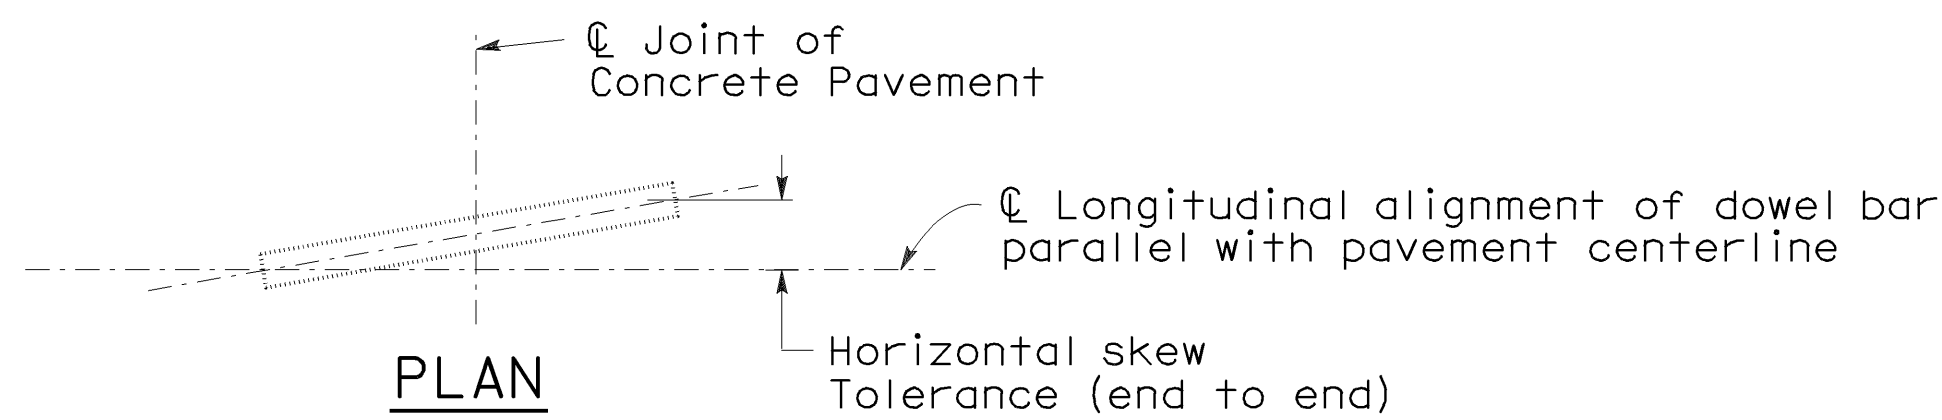 ℄ Joint of
Concrete Pavement
℄ Longitudinal alignment of dowel bar
parallel with pavement centerline
Horizontal skew
Tolerance (end to end)
PLAN